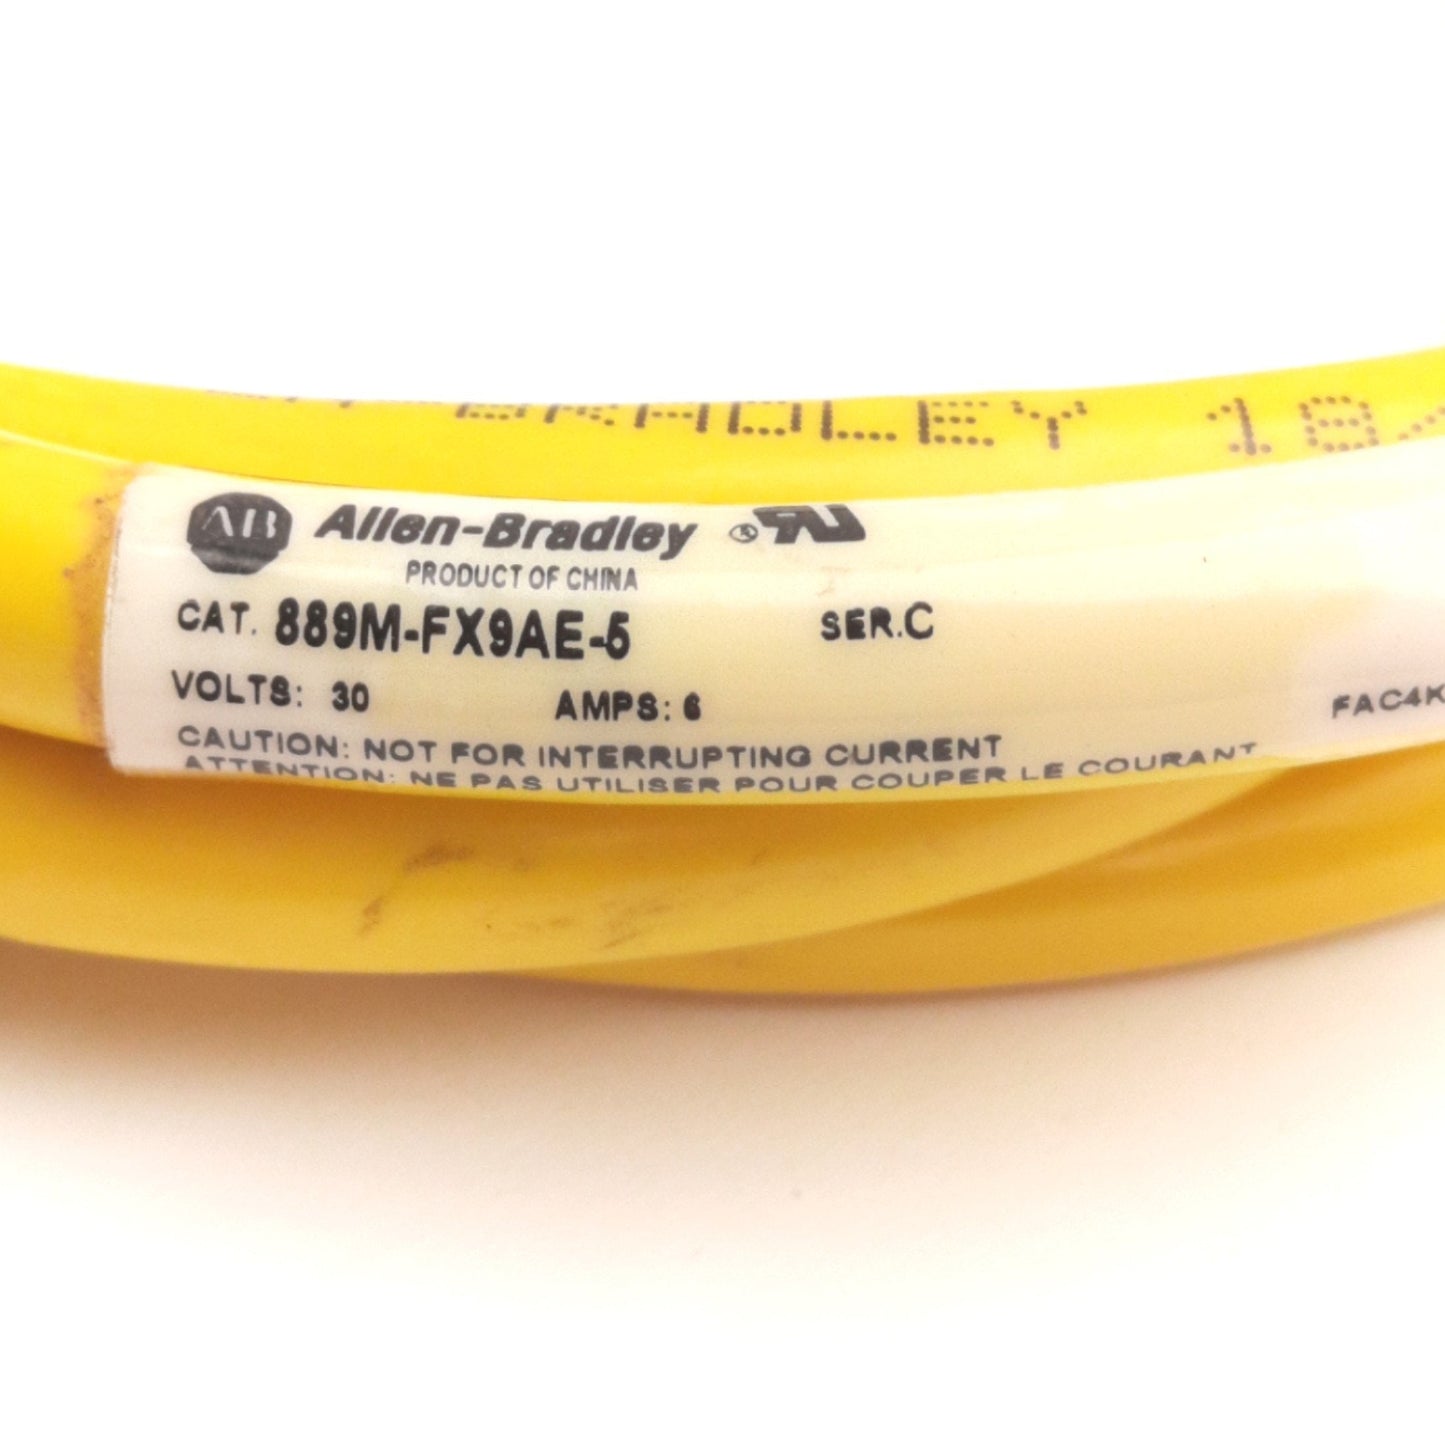 BRADLEY 18
AB Allen-Bradley ® RU
PRODUCT OF CHINA
CAT. 889M-FX9AE-5 SER.C
VOLTS: 30 AMPS: 6 FAC4K
CAUTION: NOT FOR INTERRUPTING CURRENT
ATTENTION: NE PAS UTILISER POUR COUPER LE COURANT